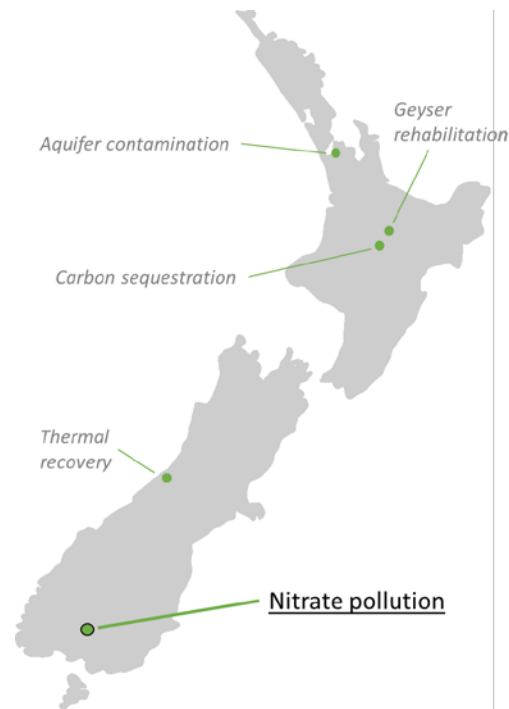 Geyser
rehabilitation
Aquifer contamination
Carbon sequestration
Thermal
recovery
Nitrate pollution